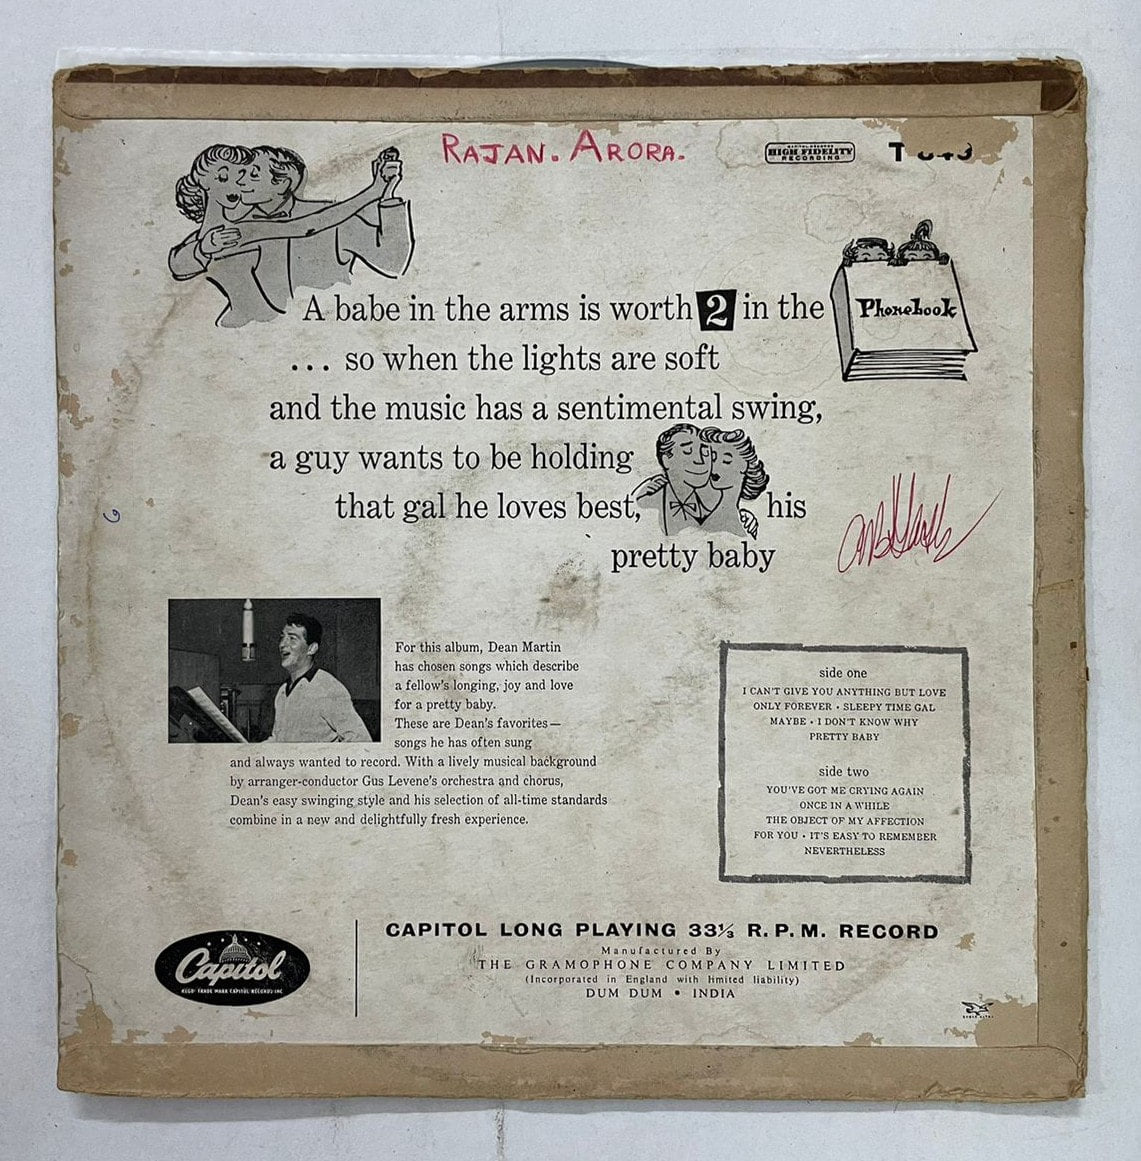 RAJAN. ARORA.
HIGH FIDELITY
RECORDING
T
A babe in the arms is worth 2 in the
Phonebook
... so when the lights are soft
and the music has a sentimental swing,
a guy wants to be holding
that gal he loves best, his
pretty baby
For this album, Dean Martin
has chosen songs which describe
a fellow's longing, joy and love
for a pretty baby.
These are Dean's favorites—
songs he has often sung
and always wanted to record. With a lively musical background
by arranger-conductor Gus Levene's orchestra and chorus,
Dean's easy swinging style and his selection of all-time standards
combine in a new and delightfully fresh experience.
side one
I CAN'T GIVE YOU ANYTHING BUT LOVE
ONLY FOREVER • SLEEPY TIME GAL
MAYBE • I DON'T KNOW WHY
PRETTY BABY
side two
YOU'VE GOT ME CRYING AGAIN
ONCE IN A WHILE
THE OBJECT OF MY AFFECTION
FOR YOU • IT'S EASY TO REMEMBER
NEVERTHELESS
Capitol
REGD TRADE MARK CAPITOL RECORDS INC.
CAPITOL LONG PLAYING 33⅓ R.P.M. RECORD
Manufactured By
THE GRAMOPHONE COMPANY LIMITED
(Incorporated in England with limited liability)
DUM DUM • INDIA